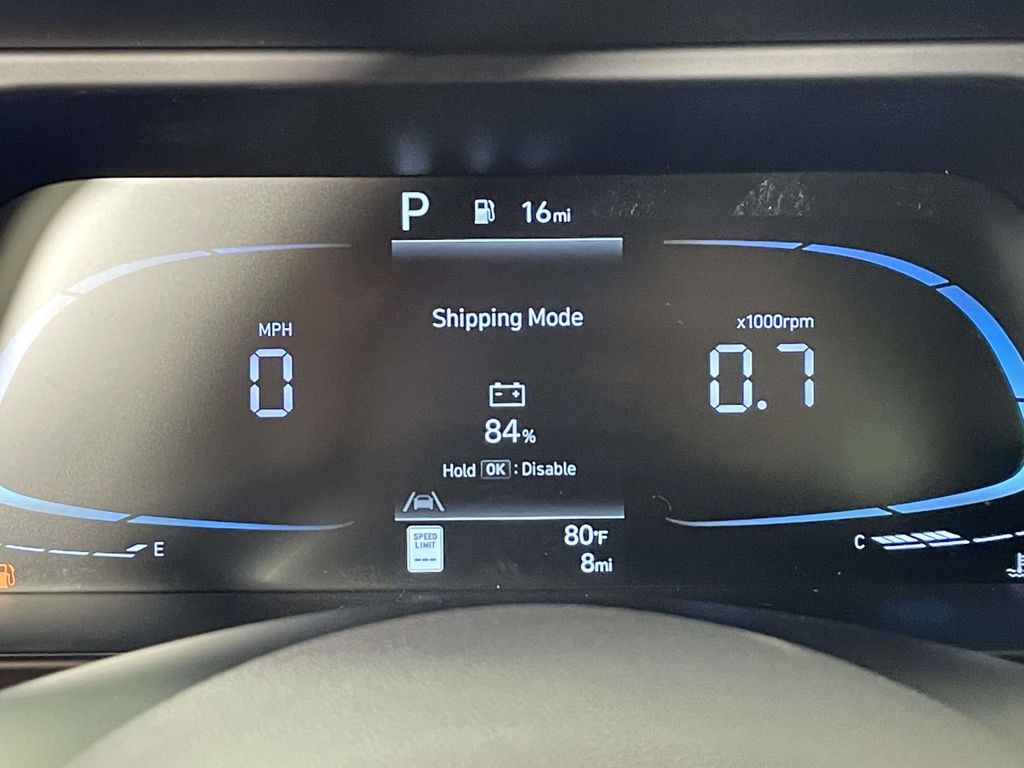 P 16mi
Shipping Mode
MPH
x1000rpm
0
0.7
84%
Hold OK : Disable
SPEED
LIMIT
---
80°F
8mi
E
C